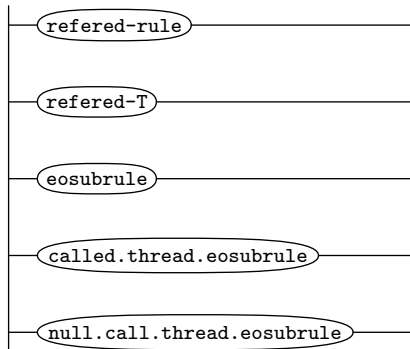 refered-rule
refered-T
eosubrule
called.thread.eosubrule
null.call.thread.eosubrule